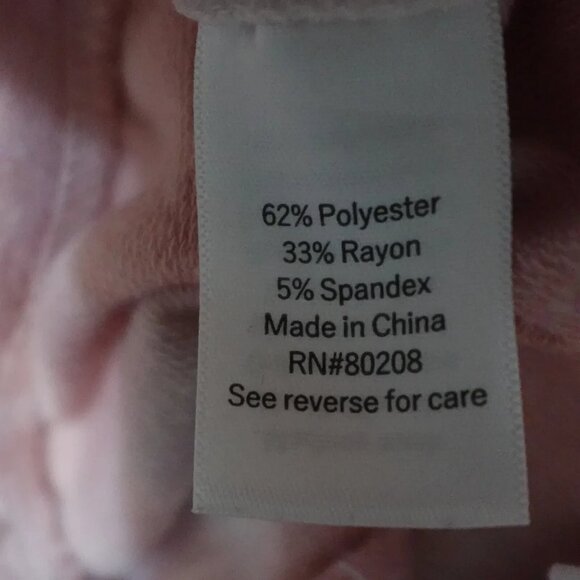 62% Polyester
33% Rayon
5% Spandex
Made in China
RN#80208
See reverse for care